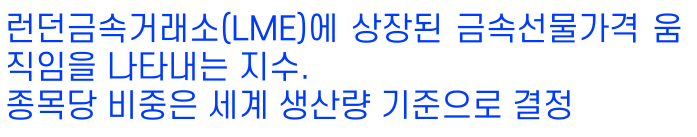 런던금속거래소(LME)에 상장된 금속선물가격 움
직임을 나타내는 지수.
종목당 비중은 세계 생산량 기준으로 결정